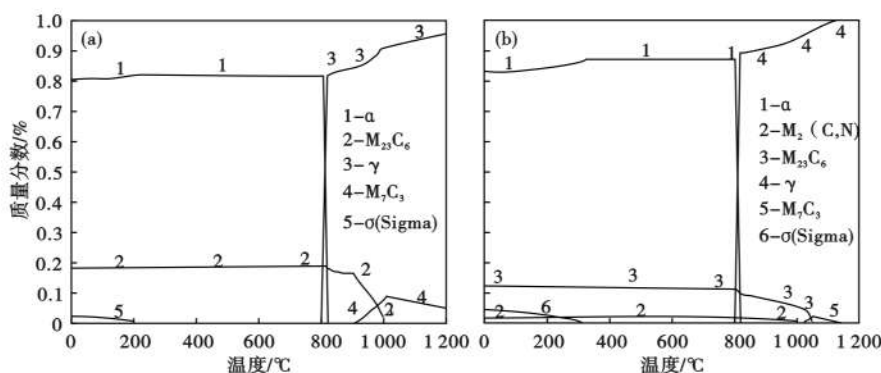 (a)
1.0
0.9
0.8
0.7
0.6
0.5
0.4
0.3
0.2
0.1
0
质量分数/%
1 1 3 3 3
1-α
2-M₂₃C₆
3-γ
4-M₇C₃
5-σ(Sigma)
2 2 2 2
5 4 2 4
0 200 400 600 800 1 000 1 200
温度/℃
(b)
1 1 1 4 4 4
1-α
2-M₂（C,N）
3-M₂₃C₆
4-γ
5-M₇C₃
6-σ(Sigma)
3 3 3 3 3
2 6 2 2 5
0 200 400 600 800 1 000 1 200
温度/℃